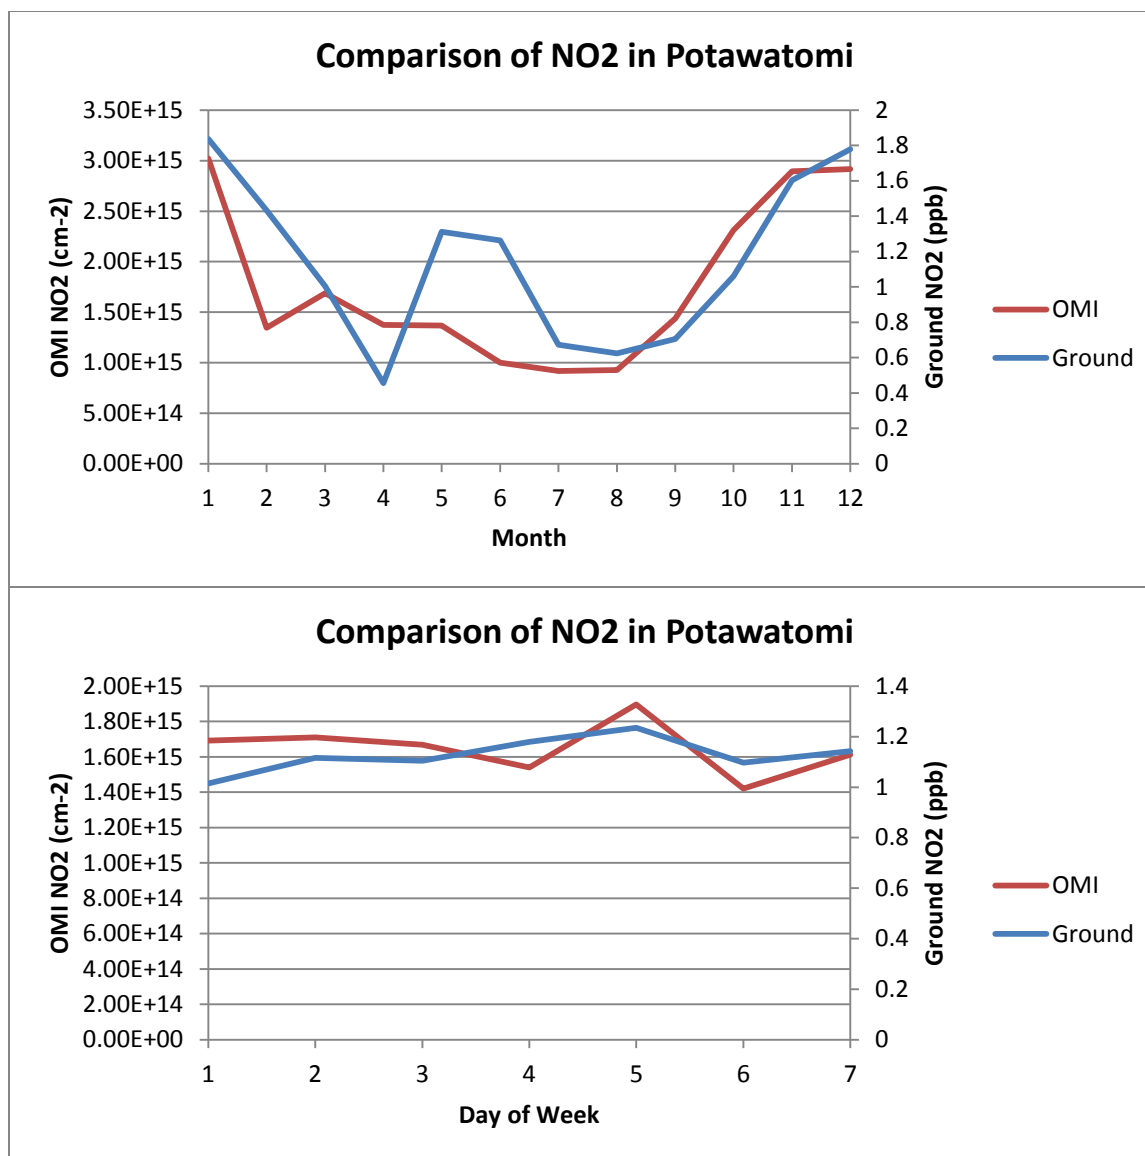 Comparison of NO2 in Potawatomi
OMI NO2 (cm-2)
3.50E+15
3.00E+15
2.50E+15
2.00E+15
1.50E+15
1.00E+15
5.00E+14
0.00E+00
2
1.8
1.6
1.4
1.2
1
0.8
0.6
0.4
0.2
0
Ground NO2 (ppb)
OMI
Ground
1 2 3 4 5 6 7 8 9 10 11 12
Month
Comparison of NO2 in Potawatomi
OMI NO2 (cm-2)
2.00E+15
1.80E+15
1.60E+15
1.40E+15
1.20E+15
1.00E+15
8.00E+14
6.00E+14
4.00E+14
2.00E+14
0.00E+00
1.4
1.2
1
0.8
0.6
0.4
0.2
0
Ground NO2 (ppb)
OMI
Ground
1 2 3 4 5 6 7
Day of Week